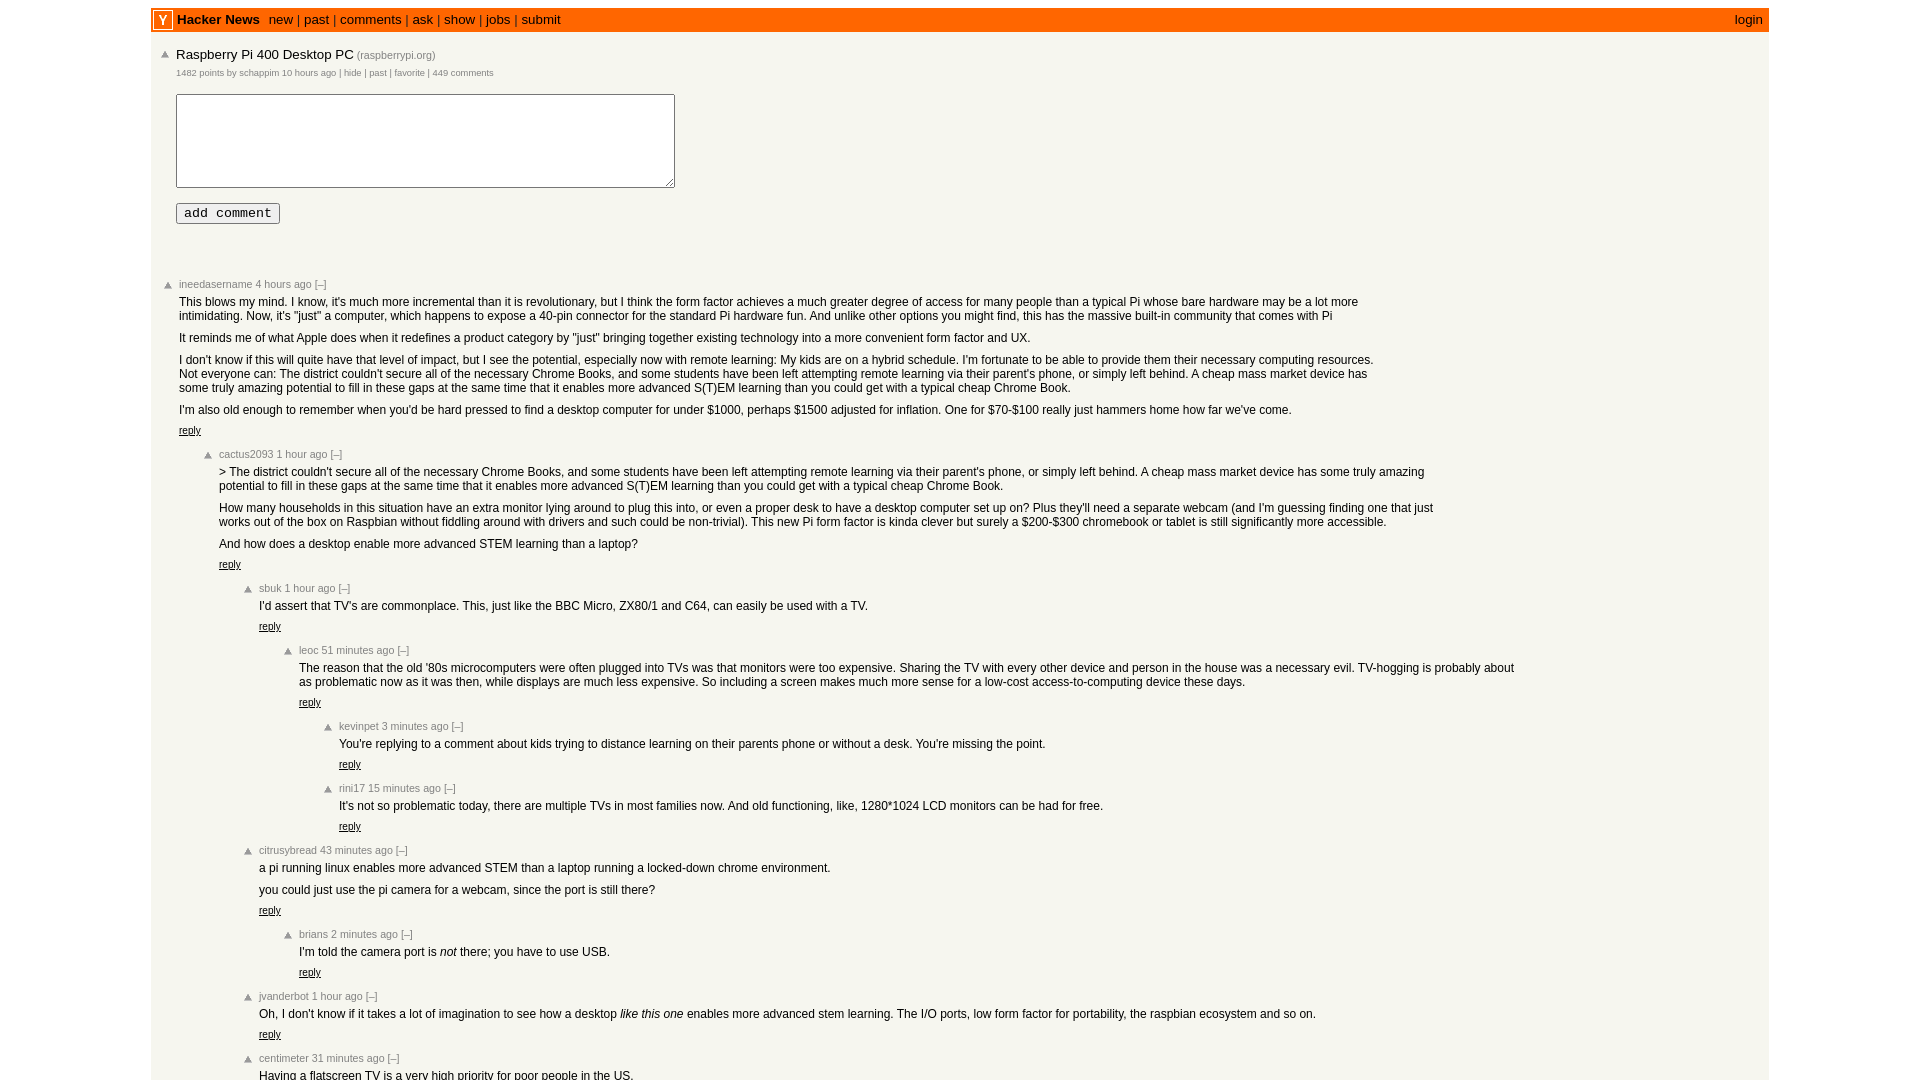 Y Hacker News new | past | comments | ask | show | jobs | submit login
Raspberry Pi 400 Desktop PC (raspberrypi.org)
1482 points by schappim 10 hours ago | hide | past | favorite | 449 comments
add comment
ineedasername 4 hours ago [–]
This blows my mind. I know, it's much more incremental than it is revolutionary, but I think the form factor achieves a much greater degree of access for many people than a typical Pi whose bare hardware may be a lot more
intimidating. Now, it's "just" a computer, which happens to expose a 40-pin connector for the standard Pi hardware fun. And unlike other options you might find, this has the massive built-in community that comes with Pi
It reminds me of what Apple does when it redefines a product category by "just" bringing together existing technology into a more convenient form factor and UX.
I don't know if this will quite have that level of impact, but I see the potential, especially now with remote learning: My kids are on a hybrid schedule. I'm fortunate to be able to provide them their necessary computing resources.
Not everyone can: The district couldn't secure all of the necessary Chrome Books, and some students have been left attempting remote learning via their parent's phone, or simply left behind. A cheap mass market device has
some truly amazing potential to fill in these gaps at the same time that it enables more advanced S(T)EM learning than you could get with a typical cheap Chrome Book.
I'm also old enough to remember when you'd be hard pressed to find a desktop computer for under $1000, perhaps $1500 adjusted for inflation. One for $70-$100 really just hammers home how far we've come.
reply
cactus2093 1 hour ago [–]
> The district couldn't secure all of the necessary Chrome Books, and some students have been left attempting remote learning via their parent's phone, or simply left behind. A cheap mass market device has some truly amazing
potential to fill in these gaps at the same time that it enables more advanced S(T)EM learning than you could get with a typical cheap Chrome Book.
How many households in this situation have an extra monitor lying around to plug this into, or even a proper desk to have a desktop computer set up on? Plus they'll need a separate webcam (and I'm guessing finding one that just
works out of the box on Raspbian without fiddling around with drivers and such could be non-trivial). This new Pi form factor is kinda clever but surely a $200-$300 chromebook or tablet is still significantly more accessible.
And how does a desktop enable more advanced STEM learning than a laptop?
reply
sbuk 1 hour ago [–]
I'd assert that TV's are commonplace. This, just like the BBC Micro, ZX80/1 and C64, can easily be used with a TV.
reply
leoc 51 minutes ago [–]
The reason that the old '80s microcomputers were often plugged into TVs was that monitors were too expensive. Sharing the TV with every other device and person in the house was a necessary evil. TV-hogging is probably about
as problematic now as it was then, while displays are much less expensive. So including a screen makes much more sense for a low-cost access-to-computing device these days.
reply
kevinpet 3 minutes ago [–]
You're replying to a comment about kids trying to distance learning on their parents phone or without a desk. You're missing the point.
reply
rini17 15 minutes ago [–]
It's not so problematic today, there are multiple TVs in most families now. And old functioning, like, 1280*1024 LCD monitors can be had for free.
reply
citrusybread 43 minutes ago [–]
a pi running linux enables more advanced STEM than a laptop running a locked-down chrome environment.
you could just use the pi camera for a webcam, since the port is still there?
reply
brians 2 minutes ago [–]
I'm told the camera port is not there; you have to use USB.
reply
jvanderbot 1 hour ago [–]
Oh, I don't know if it takes a lot of imagination to see how a desktop like this one enables more advanced stem learning. The I/O ports, low form factor for portability, the raspbian ecosystem and so on.
reply
centimeter 31 minutes ago [–]
Having a flatscreen TV is a very high priority for poor people in the US.